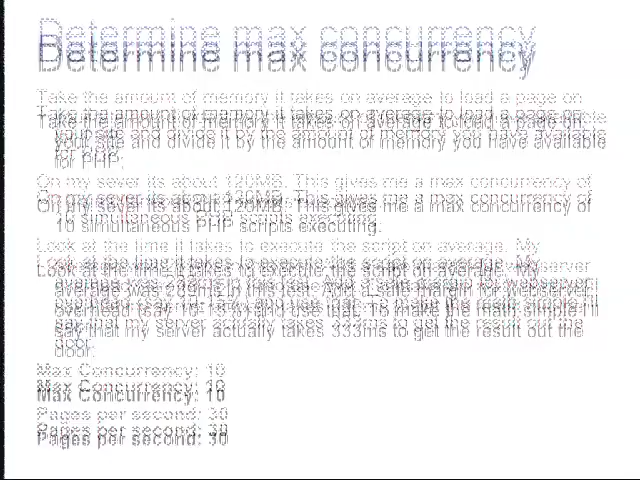 Determine max concurrency
Take the amount of memory it takes on average to load a page on
your site and divide it by the amount of memory you have available
for PHP.
On my sever its about 120MB. This gives me a max concurrency of
10 simultaneous PHP scripts executing.
Look at the time it takes to execute the script on average. My
average was in this test. Add a safe margin for webserver
overhead (say and use that. To make the math simple I'll
say that my server actually takes 333ms to get the result out the
door.
Max Concurrency: 10
Pages per second: 30